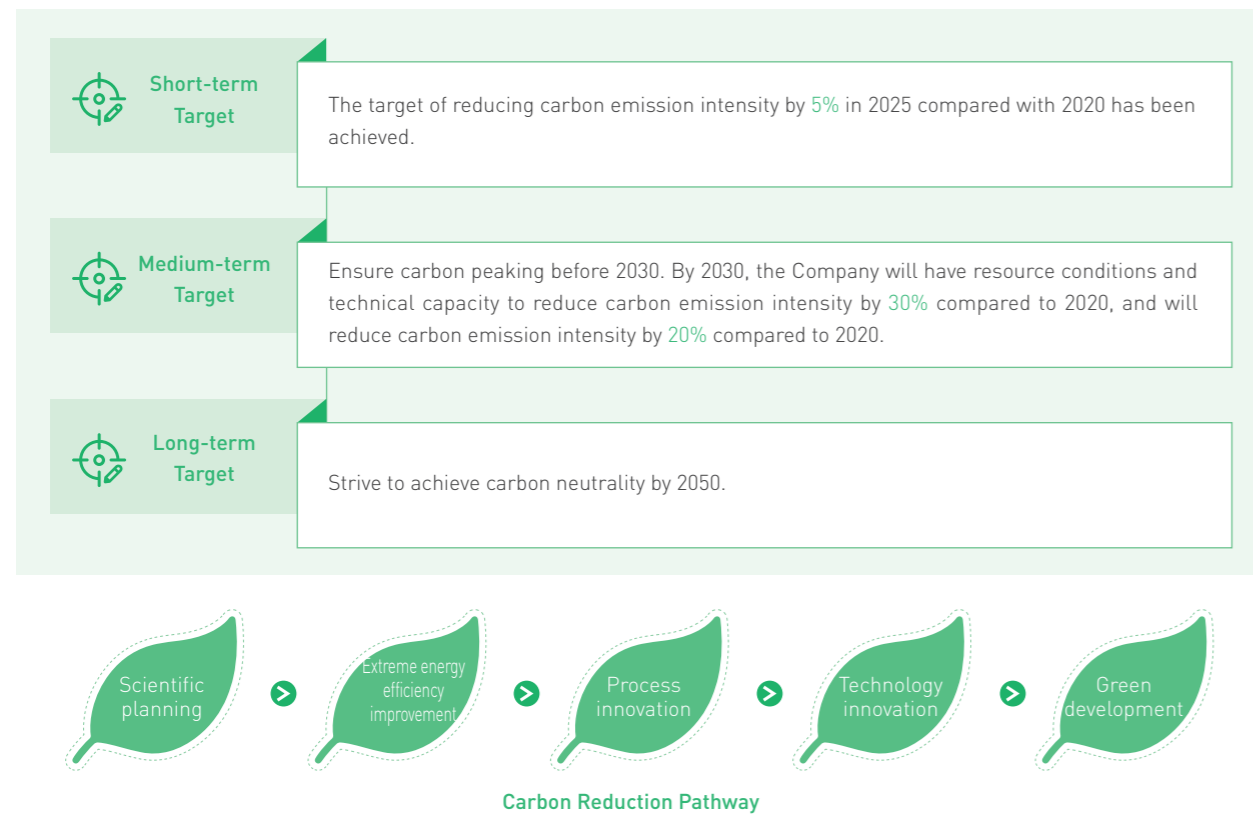 Short-term
Target
The target of reducing carbon emission intensity by 5% in 2025 compared with 2020 has been
achieved.
Medium-term
Target
Ensure carbon peaking before 2030. By 2030, the Company will have resource conditions and
technical capacity to reduce carbon emission intensity by 30% compared to 2020, and will
reduce carbon emission intensity by 20% compared to 2020.
Long-term
Target
Strive to achieve carbon neutrality by 2050.
Scientific
planning
Extreme energy
efficiency
improvement
Process
innovation
Technology
innovation
Green
development
Carbon Reduction Pathway